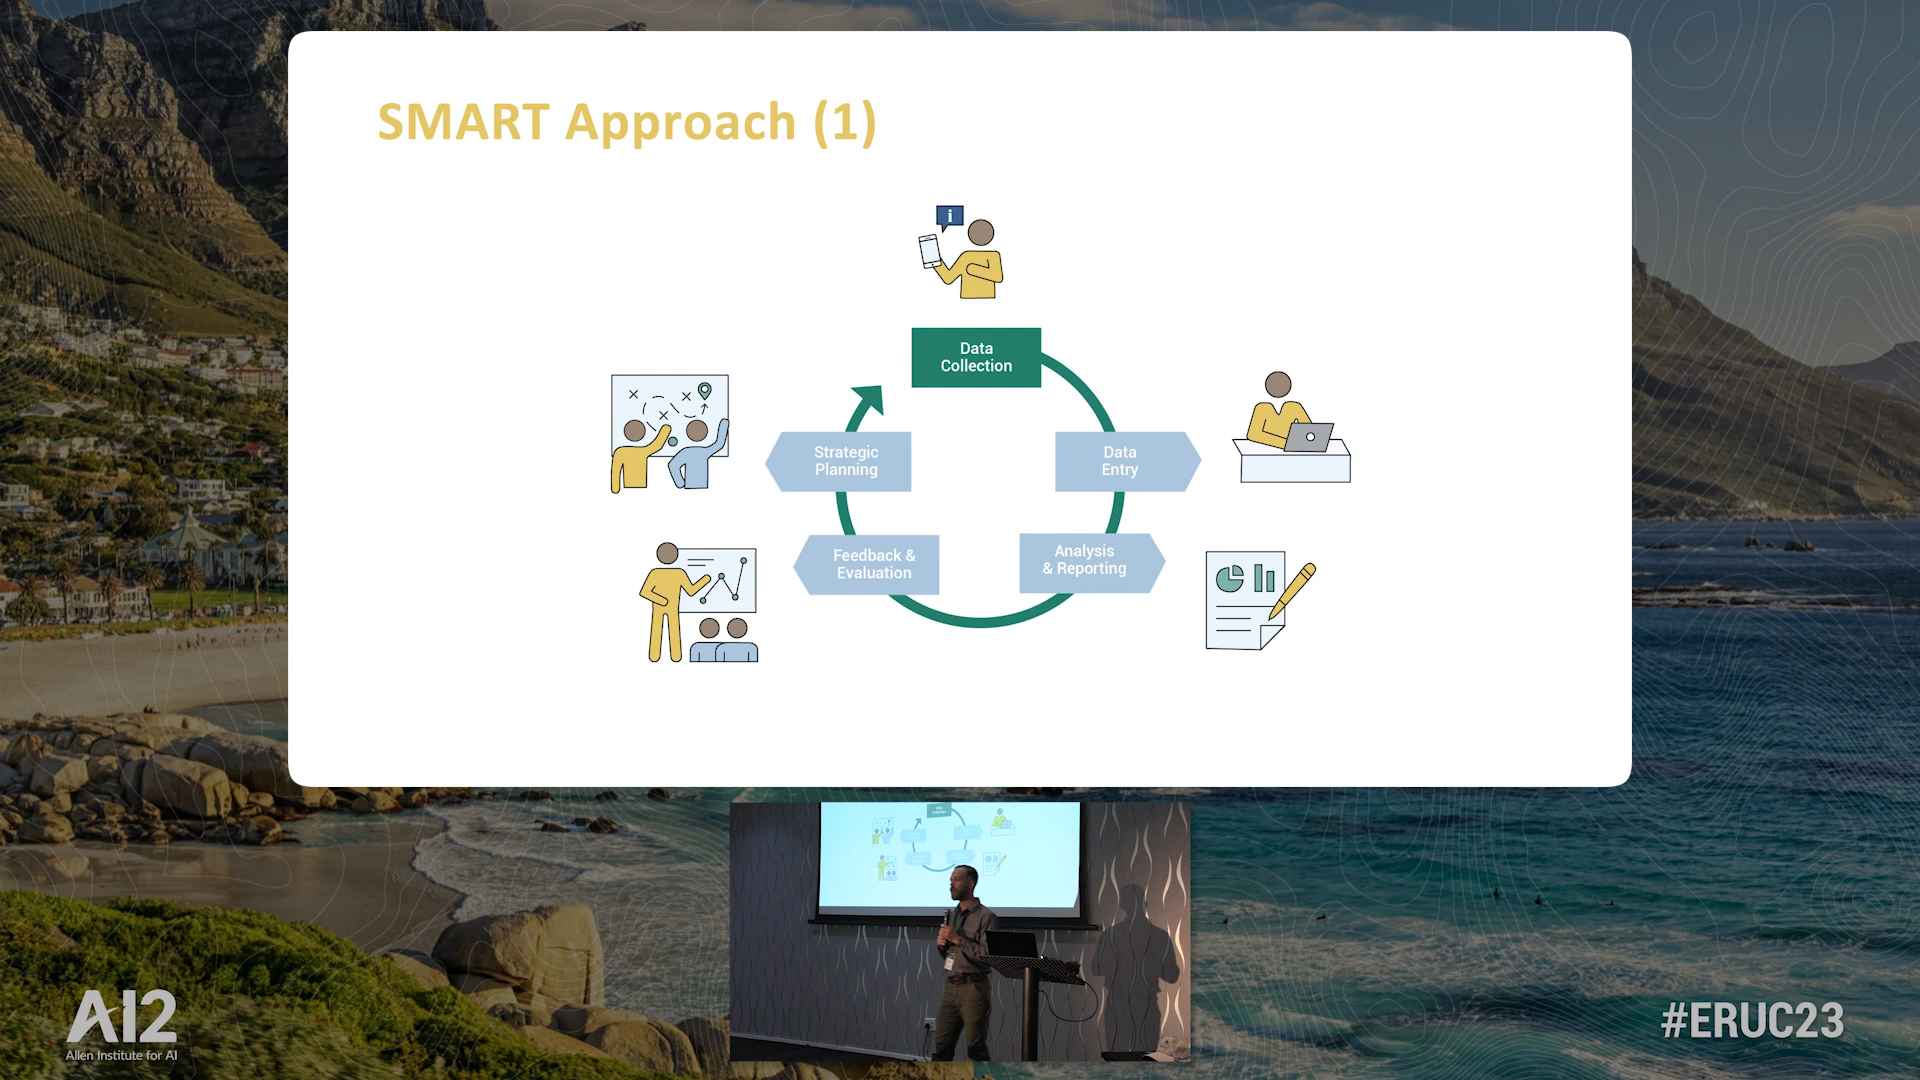 SMART Approach (1)
i
Data
Collection
Strategic
Planning
Data
Entry
Feedback &
Evaluation
Analysis
& Reporting
AI2
Allen Institute for AI
#ERUC23